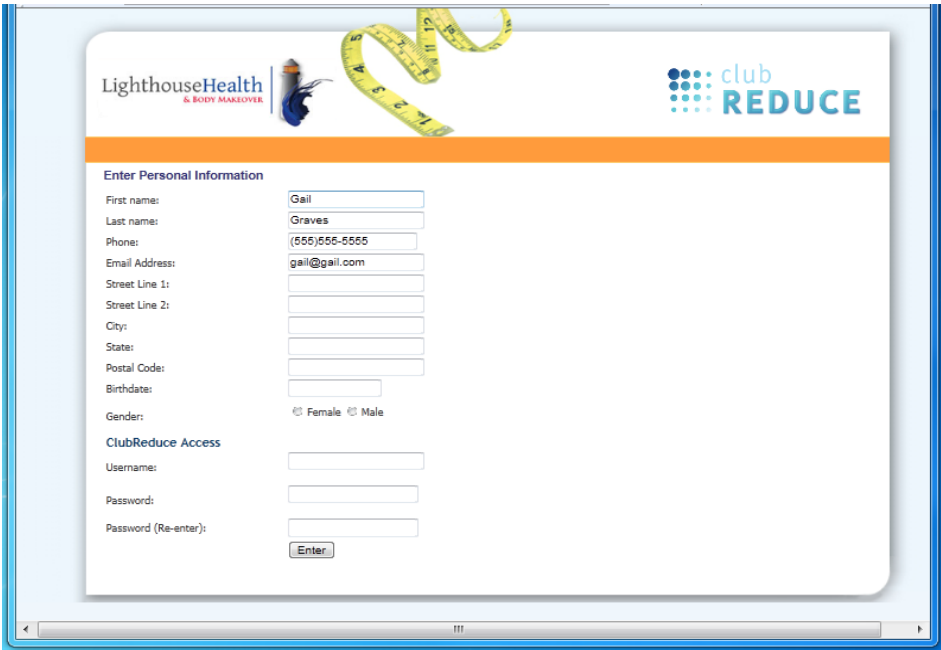 LighthouseHealth
& BODY MAKEOVER
club
REDUCE
Enter Personal Information
First name: Gail
Last name: Graves
Phone: (555)555-5555
Email Address: gail@gail.com
Street Line 1:
Street Line 2:
City:
State:
Postal Code:
Birthdate:
Gender: Female Male
ClubReduce Access
Username:
Password:
Password (Re-enter):
Enter